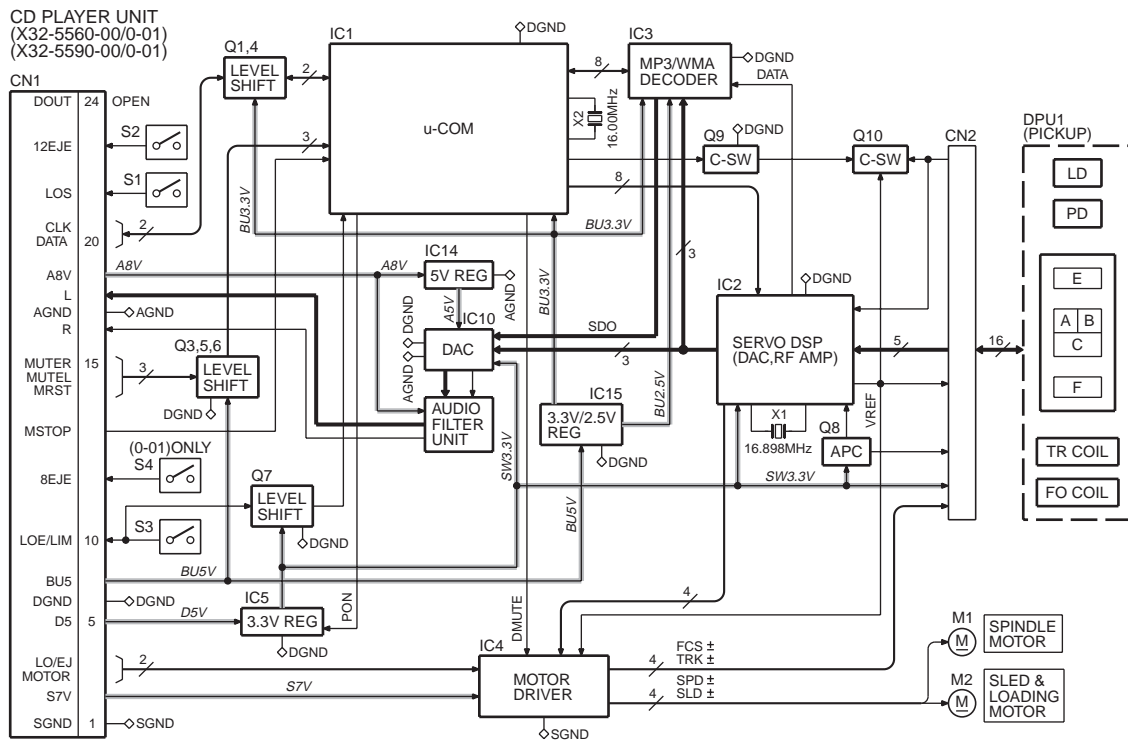 CD PLAYER UNIT
(X32-5560-00/0-01)
(X32-5590-00/0-01)
CN1
DOUT 24 OPEN
12EJE
LOS
CLK
DATA 20
A8V
L
AGND
R
MUTER 15
MUTEL
MRST
MSTOP
8EJE
LOE/LIM 10
BU5
DGND
D5 5
LO/EJ
MOTOR
S7V
SGND 1
S2
S1
2
A8V
AGND
Q3,5,6
LEVEL
SHIFT
3
DGND
(0-01)ONLY
S4
S3
Q7
LEVEL
SHIFT
DGND
BU5V
DGND
D5V
IC5
3.3V REG
DGND
PON
2
S7V
SGND
Q1,4
LEVEL
SHIFT
2
3
BU3.3V
IC1
u-COM
DGND
X2
16.00MHz
8
8
BU3.3V
BU3.3V
IC3
MP3/WMA
DECODER
DGND
DATA
Q9
C-SW
DGND
Q10
C-SW
3
IC14
5V REG
AGND
A5V
DGND
AGND
IC10
DAC
AUDIO
FILTER
UNIT
SDO
3
SW3.3V
IC15
3.3V/2.5V
REG
DGND
BU2.5V
BU5V
IC2
SERVO DSP
(DAC,RF AMP)
DGND
X1
16.898MHz
Q8
APC
VREF
5
SW3.3V
4
DMUTE
IC4
MOTOR
DRIVER
SGND
FCS ±
4 TRK ±
SPD ±
4 SLD ±
CN2
16
DPU1
(PICKUP)
LD
PD
E
A B
C
F
TR COIL
FO COIL
M1
M
SPINDLE
MOTOR
M2
M
SLED &
LOADING
MOTOR